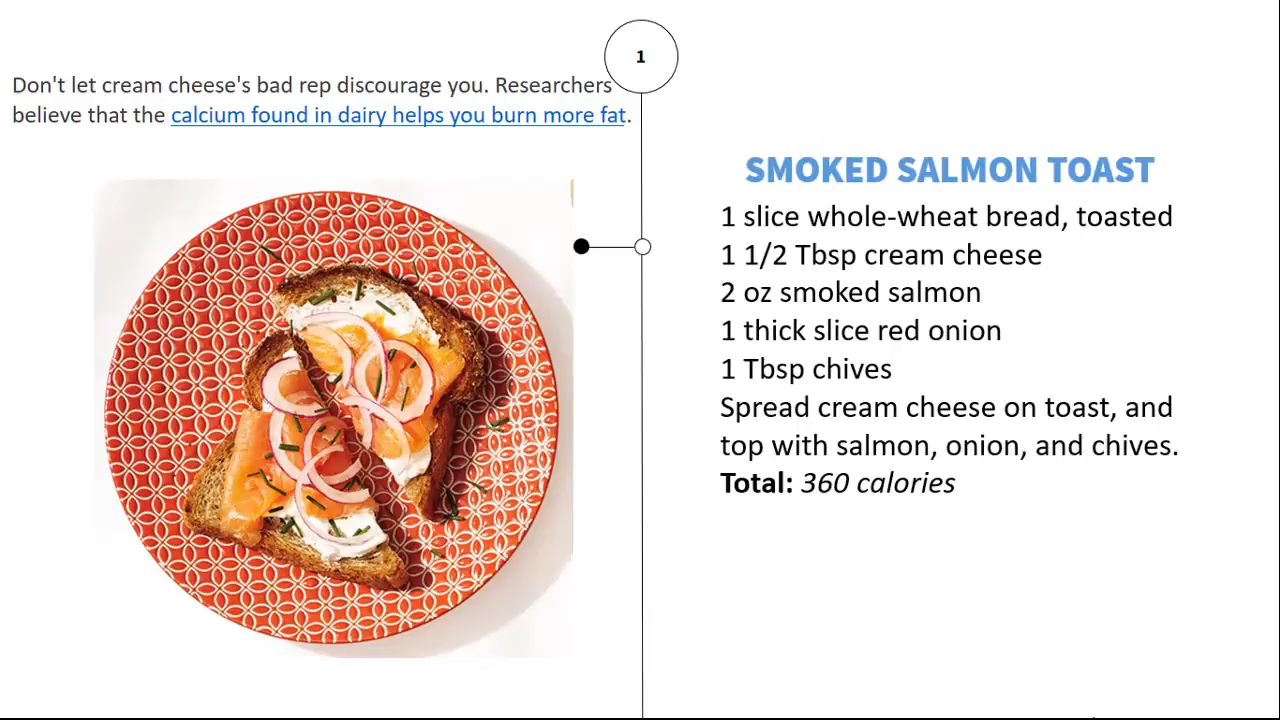 1
Don't let cream cheese's bad rep discourage you. Researchers
believe that the calcium found in dairy helps you burn more fat.
SMOKED SALMON TOAST
1 slice whole-wheat bread, toasted
1 1/2 Tbsp cream cheese
2 oz smoked salmon
1 thick slice red onion
1 Tbsp chives
Spread cream cheese on toast, and
top with salmon, onion, and chives.
Total: 360 calories